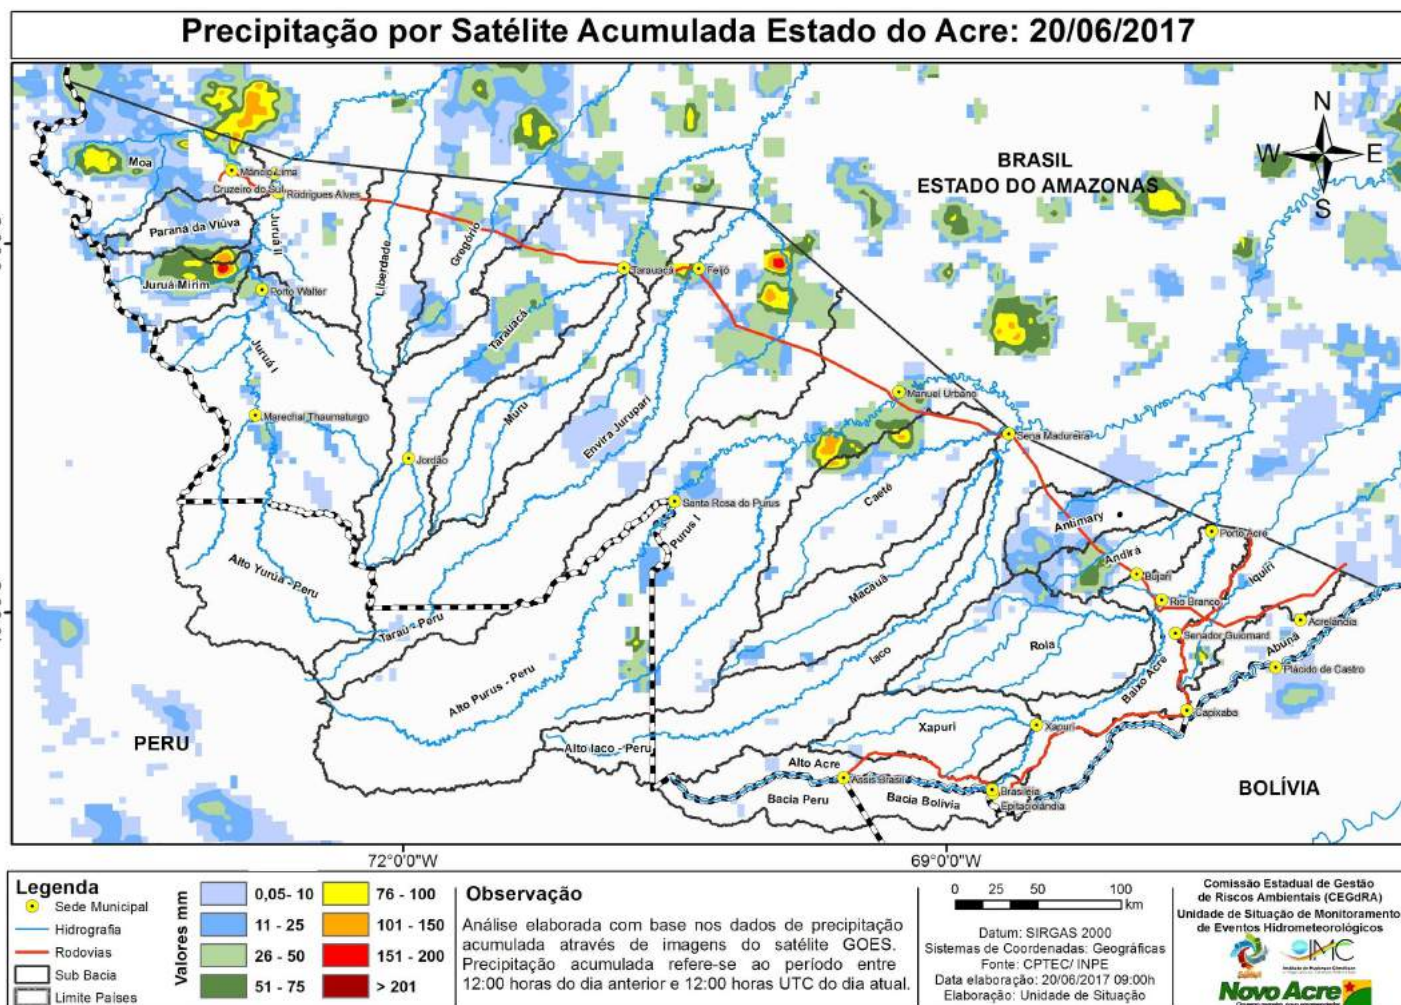 Precipitação por Satélite Acumulada Estado do Acre: 20/06/2017
N
W
E
S
BRASIL
ESTADO DO AMAZONAS
Moa
Mâncio Lima
Cruzeiro do Sul
Rodrigues Alves
Paraná da Viúva
Juruá II
Juruá Mirim
Porto Walter
Liberdade
Gregório
Tarauacá
Feijó
Tarauacá
Juruá I
Marechal Thaumaturgo
Muru
Envira Jurupari
Jordão
Manuel Urbano
Sena Madureira
Santa Rosa do Purus
Purus I
Caeté
Antimary
Porto Acre
Andirá
Bujari
Iquiri
Rio Branco
Macauã
Alto Yurúa - Peru
Taraú - Peru
Senador Guiomard
Acrelândia
Abunã
Iaco
Rola
Plácido de Castro
Alto Purus - Peru
Baixo Acre
Capixaba
PERU
Xapuri
Xapuri
Alto Iaco - Peru
Alto Acre
Assis Brasil
Brasiléia
Epitaciolândia
Bacia Peru
Bacia Bolívia
BOLÍVIA
72°0'0"W
69°0'0"W
Legenda
Sede Municipal
Hidrografia
Rodovias
Sub Bacia
Limite Países
Valores mm
0,05- 10
11 - 25
26 - 50
51 - 75
76 - 100
101 - 150
151 - 200
> 201
Observação
Análise elaborada com base nos dados de precipitação
acumulada através de imagens do satélite GOES.
Precipitação acumulada refere-se ao período entre
12:00 horas do dia anterior e 12:00 horas UTC do dia atual.
0 25 50 100
km
Datum: SIRGAS 2000
Sistemas de Coordenadas: Geográficas
Fonte: CPTEC/ INPE
Data elaboração: 20/06/2017 09:00h
Elaboração: Unidade de Situação
Comissão Estadual de Gestão
de Riscos Ambientais (CEGdRA)
Unidade de Situação de Monitoramento
de Eventos Hidrometeorológicos
IMC
Novo Acre